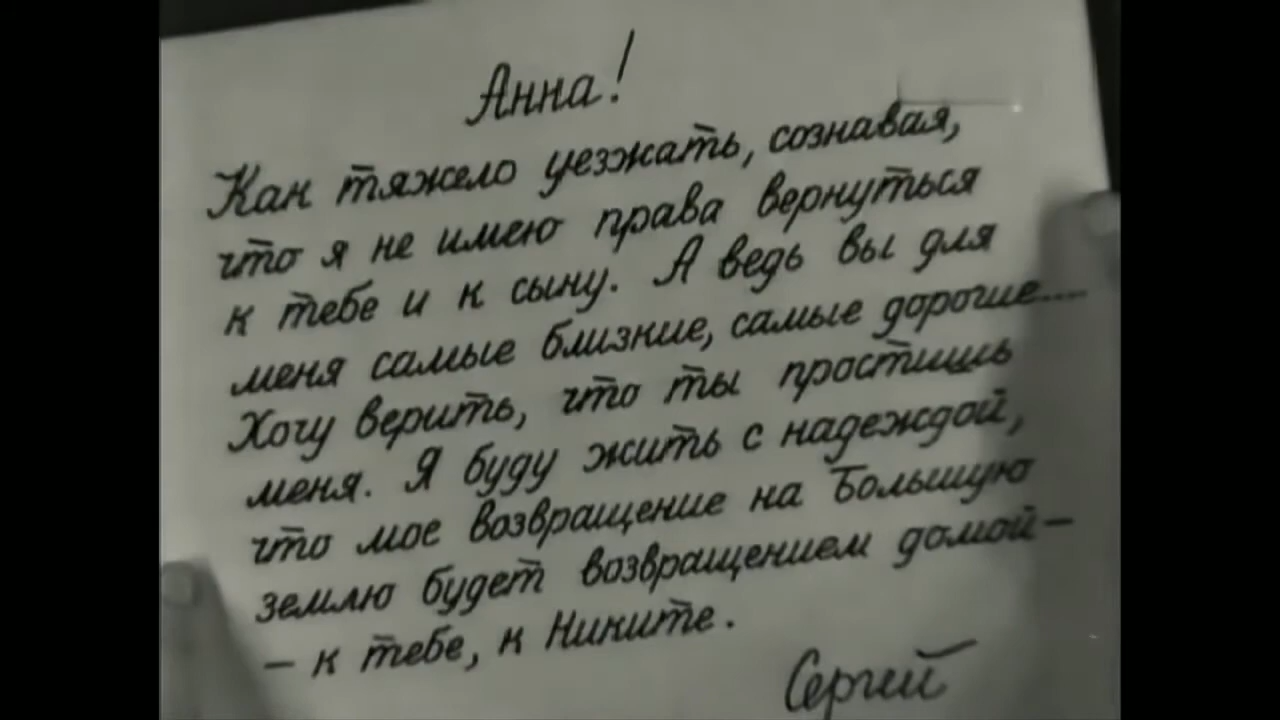 Анна!
Как тяжело уезжать, сознавая,
что я не имею права вернуться
к тебе и к сыну. А ведь вы для
меня самые близкие, самые дорогие....
Хочу верить, что ты простишь
меня. Я буду жить с надеждой,
что мое возвращение на Большую
землю будет возвращением домой –
– к тебе, к Никите.
Сергей